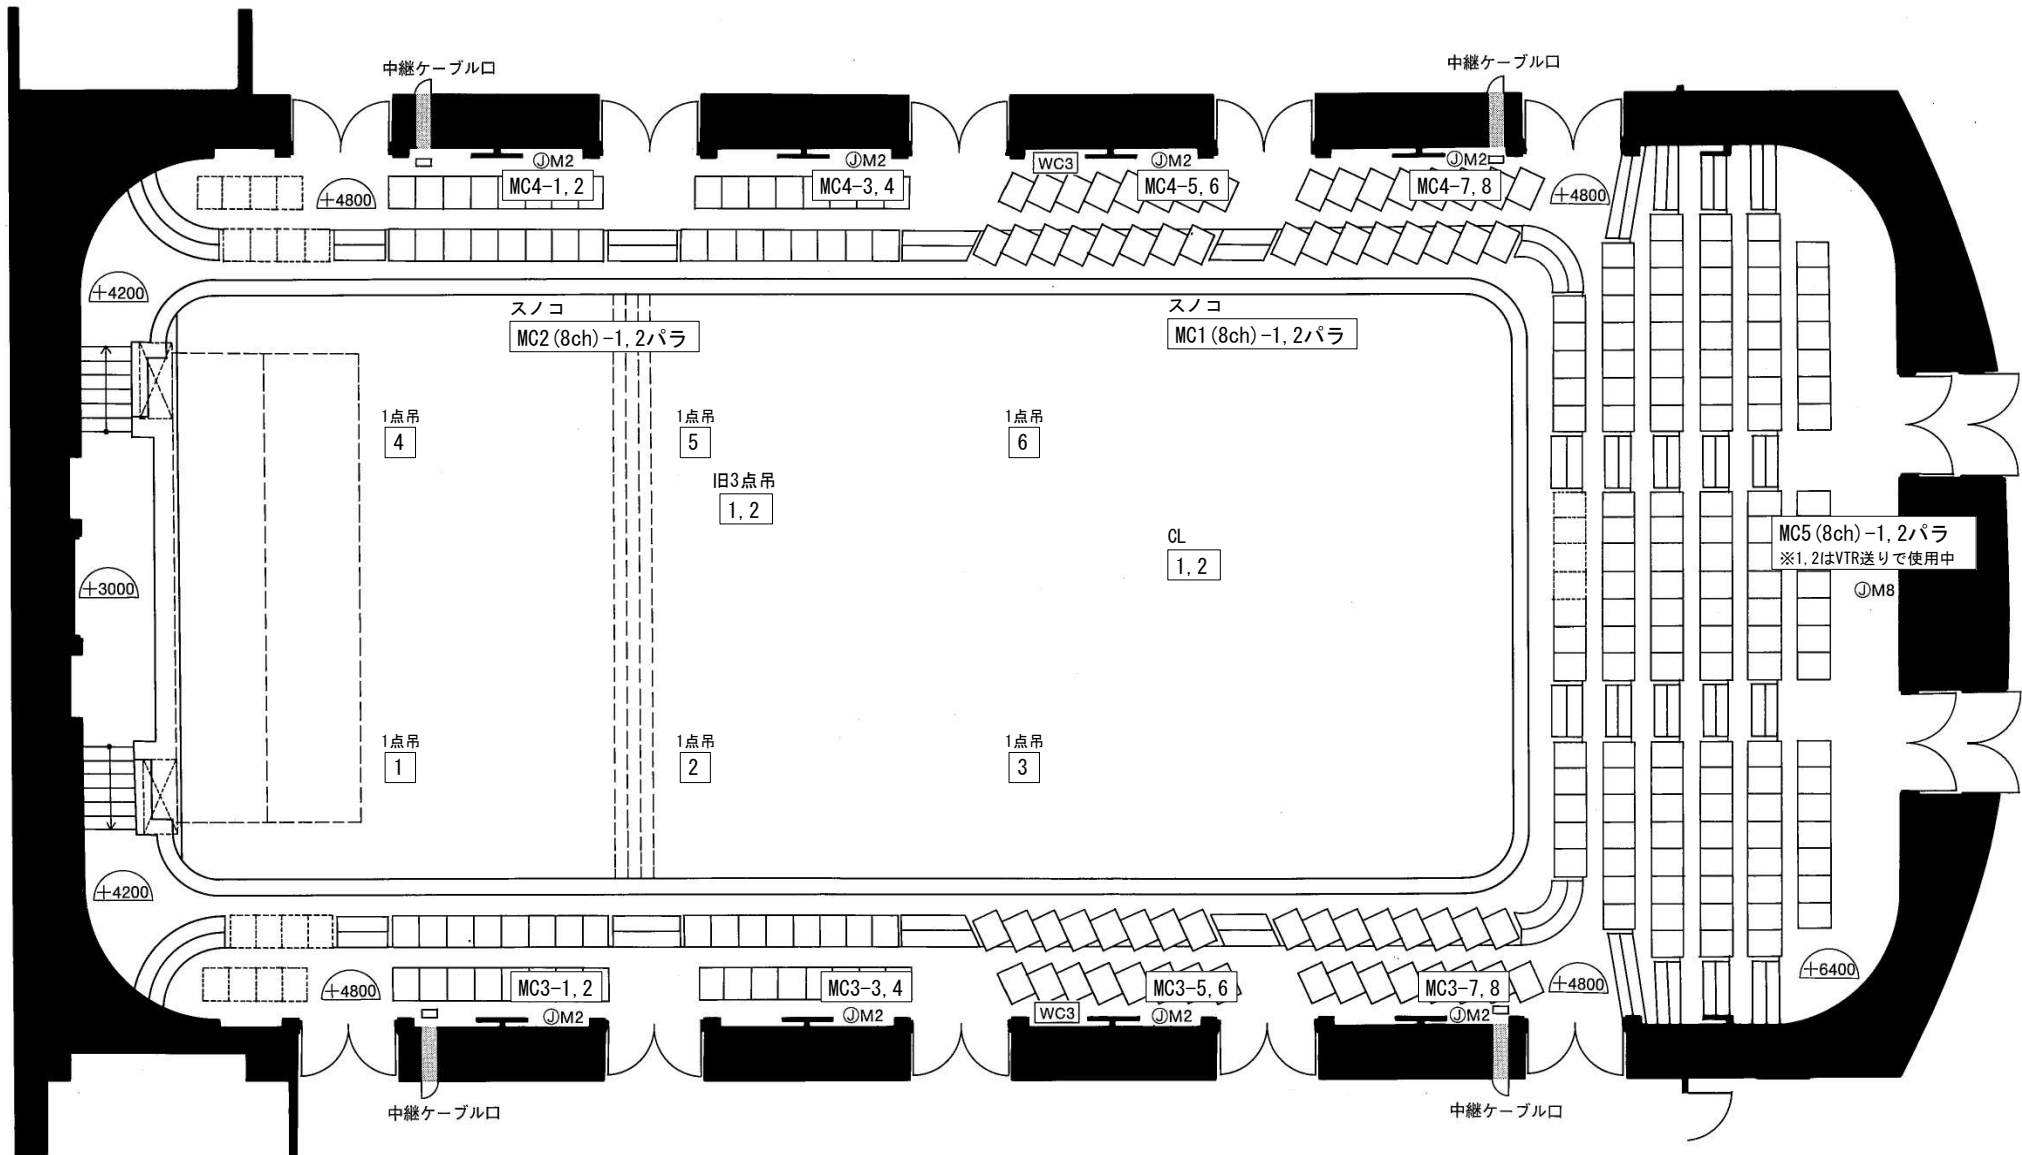 中継ケーブル口
中継ケーブル口
ⒿM2
ⒿM2
WC3
ⒿM2
ⒿM2
+4800
MC4-1,2
MC4-3,4
MC4-5,6
MC4-7,8
+4800
+4200
スノコ
MC2(8ch)-1,2パラ
スノコ
MC1(8ch)-1,2パラ
1点吊
4
1点吊
5
1点吊
6
旧3点吊
1,2
CL
1,2
MC5(8ch)-1,2パラ
※1,2はVTR送りで使用中
ⒿM8
+3000
1点吊
1
1点吊
2
1点吊
3
+4200
+4800
MC3-1,2
MC3-3,4
MC3-5,6
MC3-7,8
+4800
+6400
ⒿM2
ⒿM2
WC3
ⒿM2
ⒿM2
中継ケーブル口
中継ケーブル口